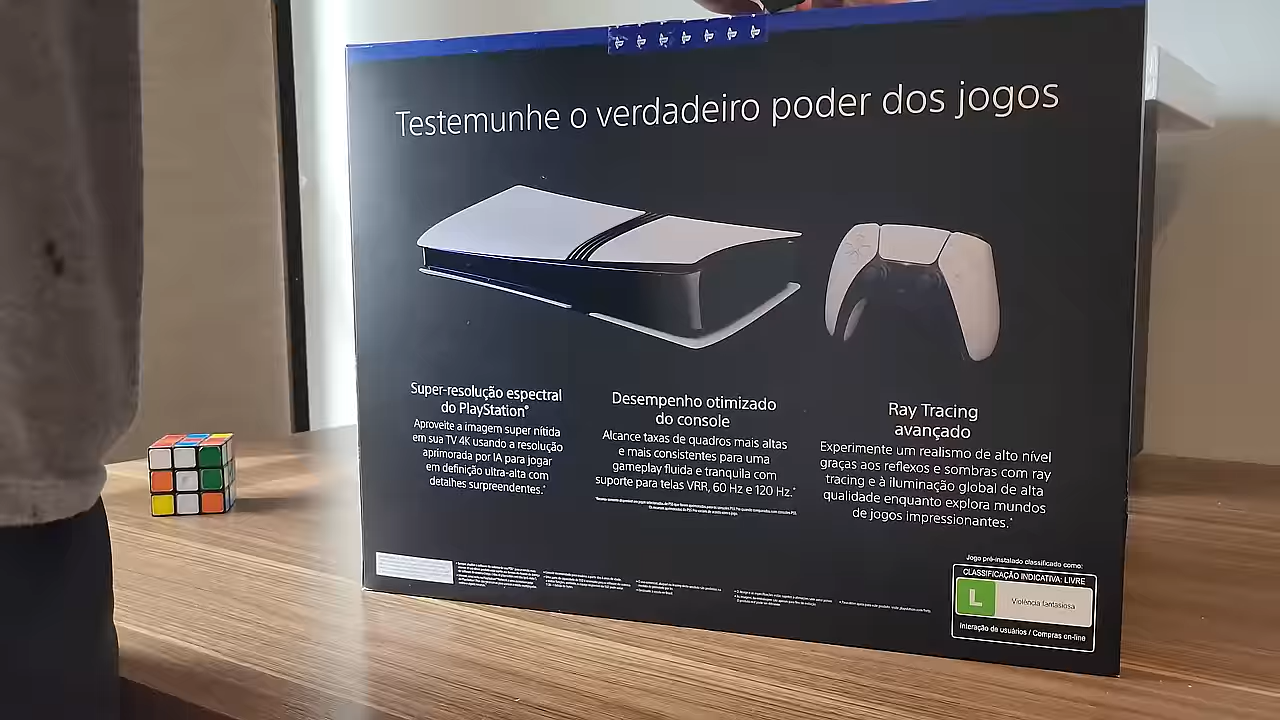 Testemunhe o verdadeiro poder dos jogos
Super-resolução espectral
do PlayStation®
Aproveite a imagem super nítida
em sua TV 4K usando a resolução
aprimorada por IA para jogar
em definição ultra-alta com
detalhes surpreendentes.*
Desempenho otimizado
do console
Alcance taxas de quadros mais altas
e mais consistentes para uma
gameplay fluida e tranquila com
suporte para telas VRR, 60 Hz e 120 Hz.*
Ray Tracing
avançado
Experimente um realismo de alto nível
graças aos reflexos e sombras com ray
tracing e à iluminação global de alta
qualidade enquanto explora mundos
de jogos impressionantes.*
Jogo pré-instalado classificado como:
CLASSIFICAÇÃO INDICATIVA: LIVRE
L
Violência fantasiosa
Interação de usuários / Compras on-line